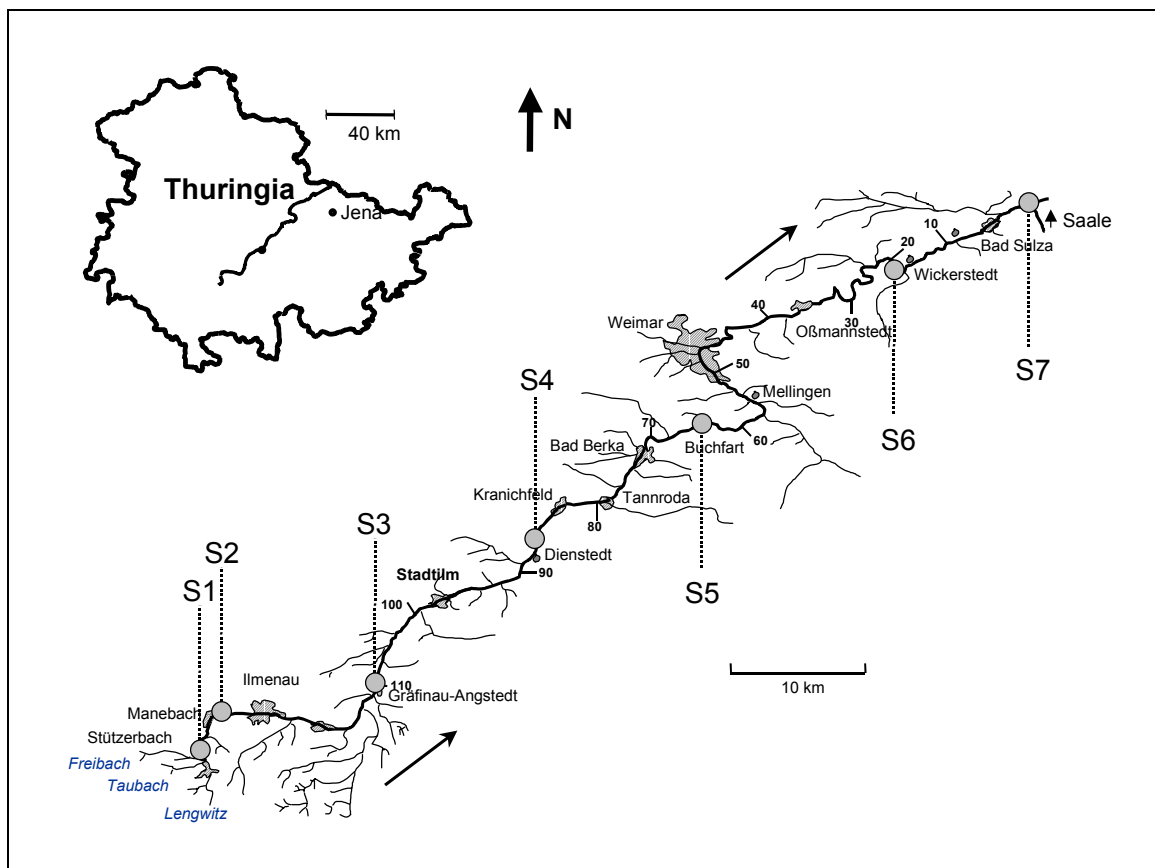 40 km
N
Thuringia
Jena
Saale
10
Bad Sulza
20
Wickerstedt
40
30
Oßmannstedt
Weimar
S7
50
S4
Mellingen
S6
70
60
Bad Berka
Buchfart
Kranichfeld
Tannroda
80
S3
S2
Dienstedt
90
Stadtilm
S1
S5
100
Ilmenau
110
10 km
Gräfinau-Angstedt
Manebach
Stützerbach
Freibach
Taubach
Lengwitz